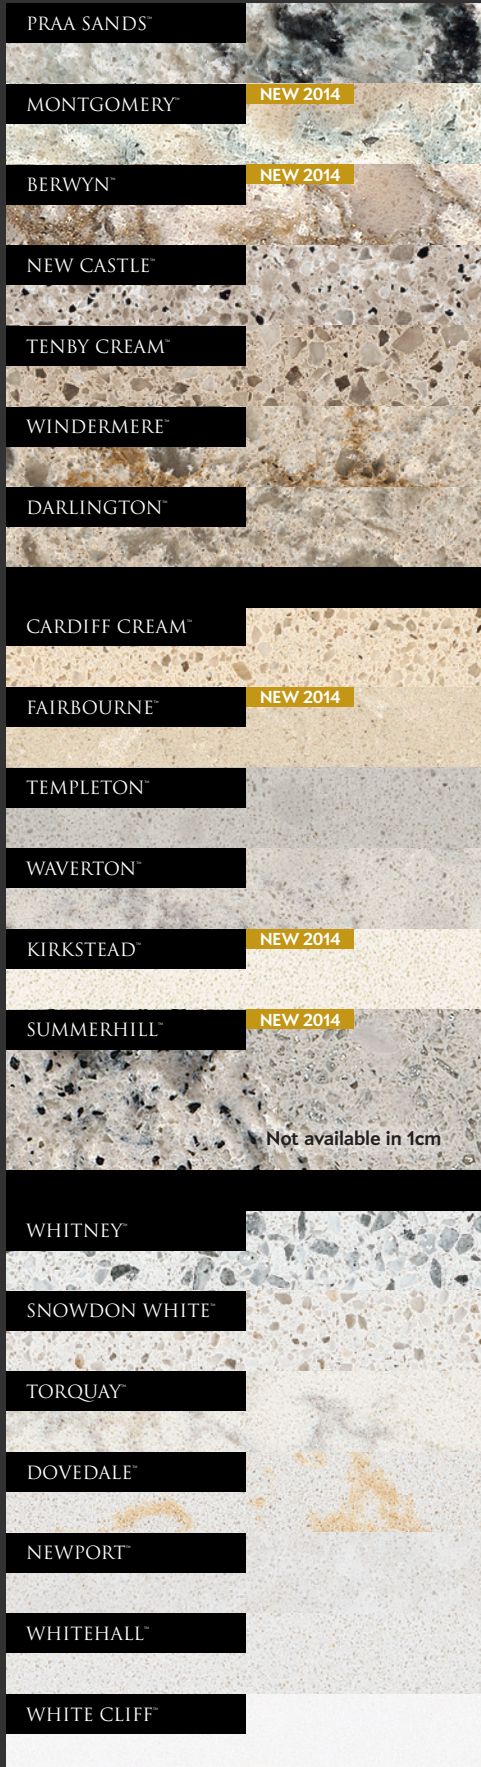 PRAA SANDS™
MONTGOMERY™
NEW 2014
BERWYN™
NEW 2014
NEW CASTLE™
TENBY CREAM™
WINDERMERE™
DARLINGTON™
CARDIFF CREAM™
FAIRBOURNE™
NEW 2014
TEMPLETON™
WAVERTON™
KIRKSTEAD™
NEW 2014
SUMMERHILL™
NEW 2014
Not available in 1cm
WHITNEY™
SNOWDON WHITE™
TORQUAY™
DOVEDALE™
NEWPORT™
WHITEHALL™
WHITE CLIFF™